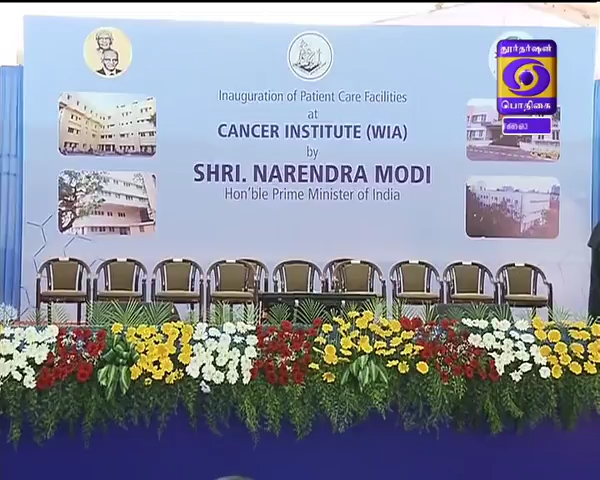 Inauguration of Patient Care Facilities
at
CANCER INSTITUTE (WIA)
by
SHRI. NARENDRA MODI
Hon'ble Prime Minister of India
தூர்தர்ஷன்
பொதிகை
நேரலை